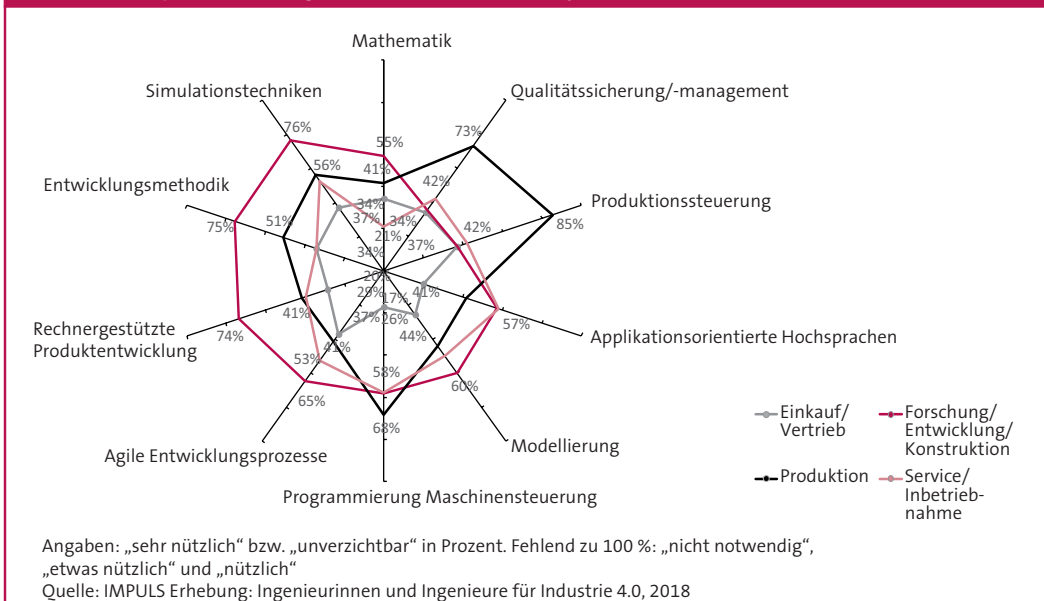 Mathematik
Simulationstechniken
Qualitätssicherung/-management
76%
55%
73%
56%
41%
42%
Entwicklungsmethodik
Produktionssteuerung
34%
34%
37%
75%
51%
21%
42%
85%
37%
34%
20%
29%
17%
41%
Rechnergestützte
Produktentwicklung
74%
41%
37%
26%
57%
Applikationsorientierte Hochsprachen
41%
44%
53%
58%
60%
65%
68%
Agile Entwicklungsprozesse
Modellierung
Programmierung Maschinensteuerung
Einkauf/
Vertrieb
Forschung/
Entwicklung/
Konstruktion
Produktion
Service/
Inbetrieb-
nahme
Angaben: „sehr nützlich“ bzw. „unverzichtbar“ in Prozent. Fehlend zu 100 %: „nicht notwendig“,
„etwas nützlich“ und „nützlich“
Quelle: IMPULS Erhebung: Ingenieurinnen und Ingenieure für Industrie 4.0, 2018